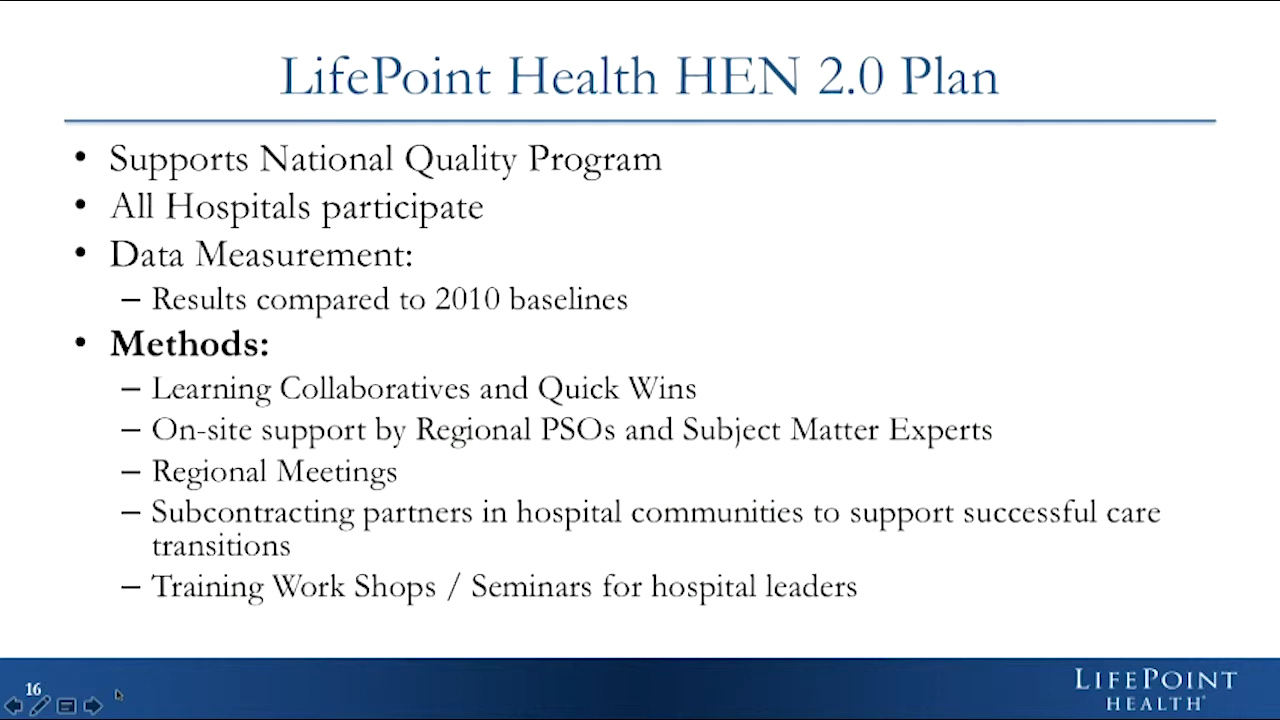 LifePoint Health HEN 2.0 Plan
• Supports National Quality Program
• All Hospitals participate
• Data Measurement:
– Results compared to 2010 baselines
• Methods:
– Learning Collaboratives and Quick Wins
– On-site support by Regional PSOs and Subject Matter Experts
– Regional Meetings
– Subcontracting partners in hospital communities to support successful care
transitions
– Training Work Shops / Seminars for hospital leaders
16
LIFEPOINT
HEALTH®